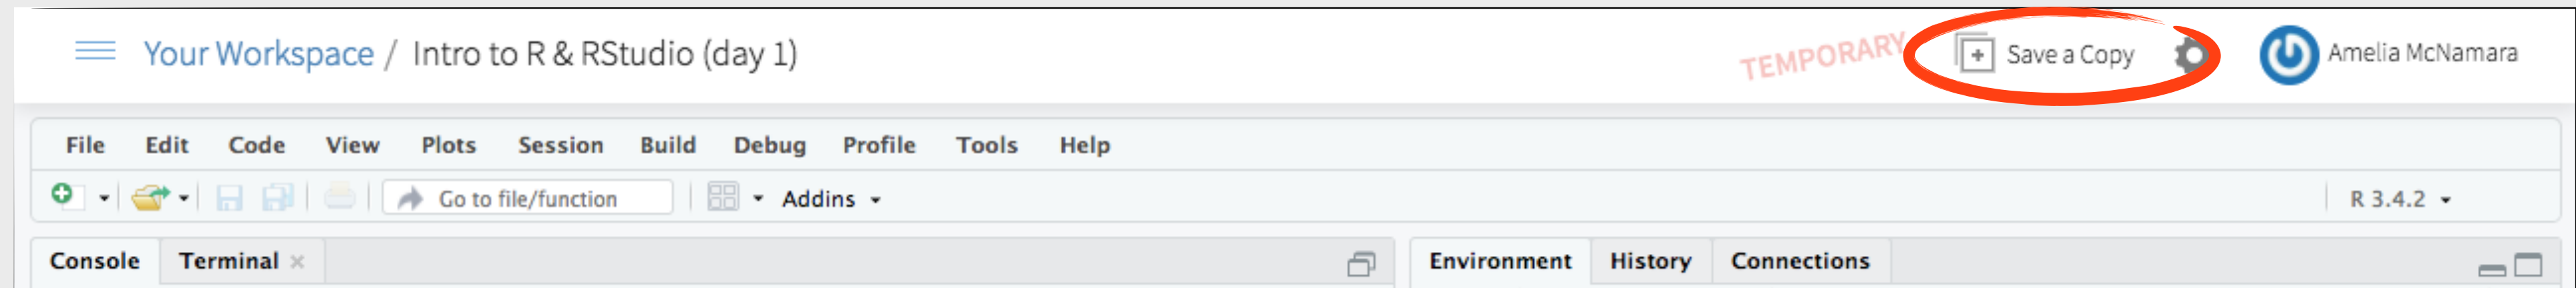 Your Workspace / Intro to R & RStudio (day 1) TEMPORARY Save a Copy Amelia McNamara
File Edit Code View Plots Session Build Debug Profile Tools Help
Go to file/function Addins R 3.4.2
Console Terminal Environment History Connections